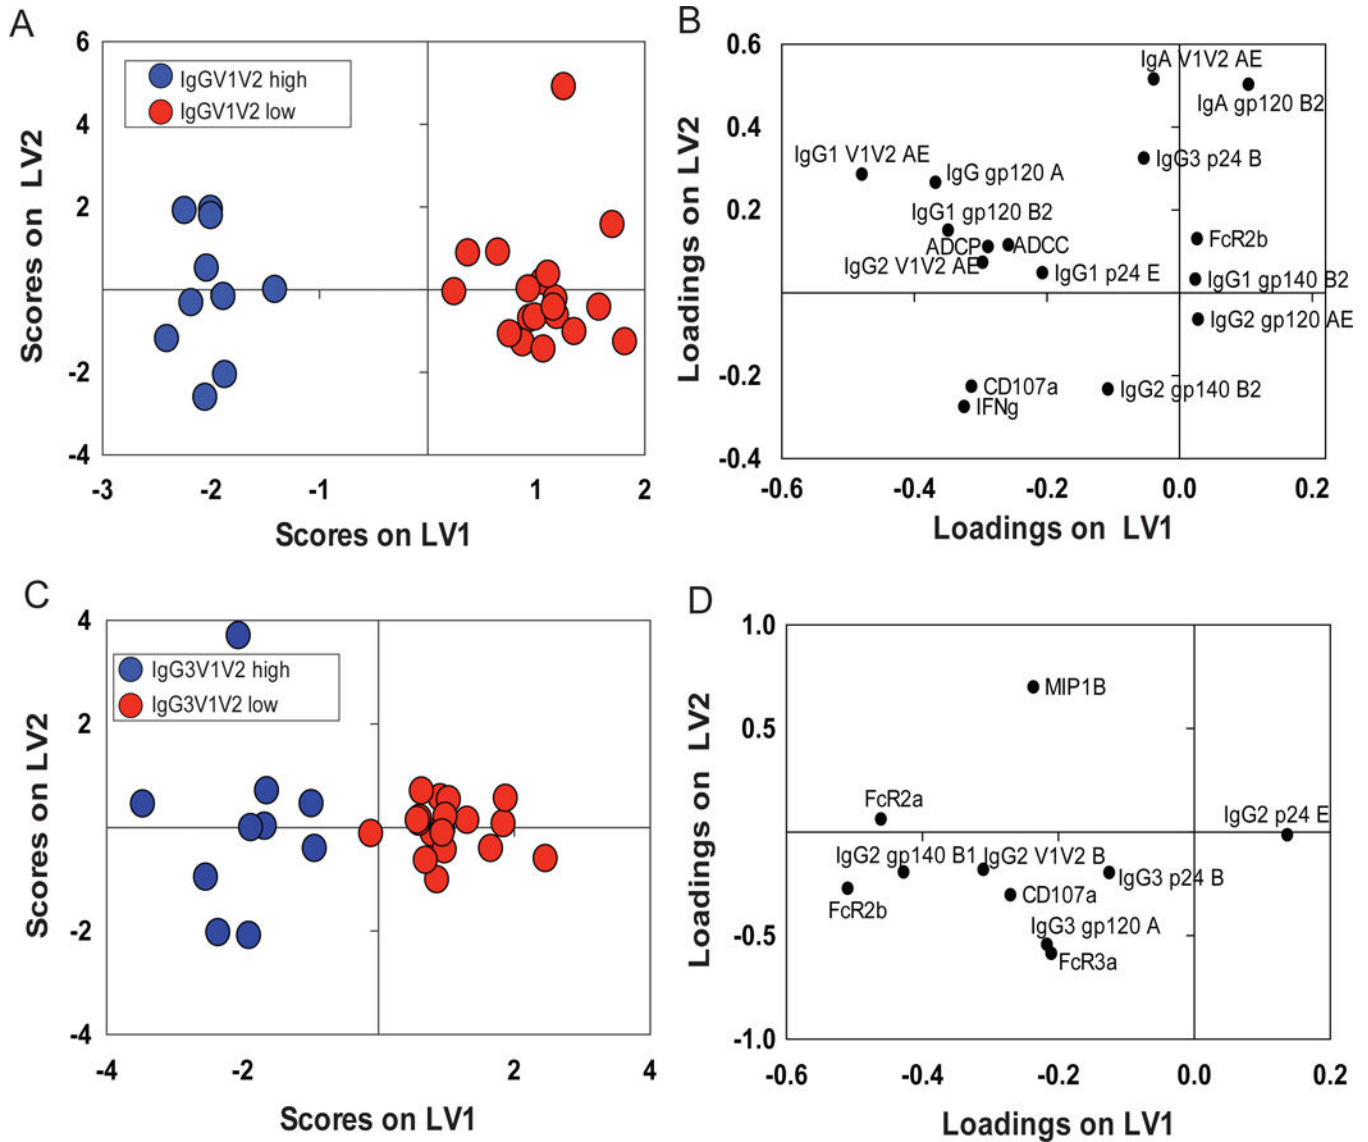 A
6
4
2
0
-2
-4
-3
-2
-1
1
2
Scores on LV2
Scores on LV1
IgGV1V2 high
IgGV1V2 low
B
0.6
0.4
0.2
0.0
-0.2
-0.4
-0.6
-0.4
-0.2
0.0
0.2
Loadings on LV2
Loadings on LV1
IgA V1V2 AE
IgA gp120 B2
IgG3 p24 B
IgG1 V1V2 AE
IgG gp120 A
IgG1 gp120 B2
ADCP
ADCC
IgG2 V1V2 AE
IgG1 p24 E
FcR2b
IgG1 gp140 B2
IgG2 gp120 AE
CD107a
IFNg
IgG2 gp140 B2
C
4
2
0
-2
-4
-4
-2
2
4
Scores on LV2
Scores on LV1
IgG3V1V2 high
IgG3V1V2 low
D
1.0
0.5
0.0
-0.5
-1.0
-0.6
-0.4
-0.2
0.0
0.2
Loadings on LV2
Loadings on LV1
MIP1B
FcR2a
IgG2 p24 E
IgG2 gp140 B1
IgG2 V1V2 B
IgG3 p24 B
FcR2b
CD107a
IgG3 gp120 A
FcR3a